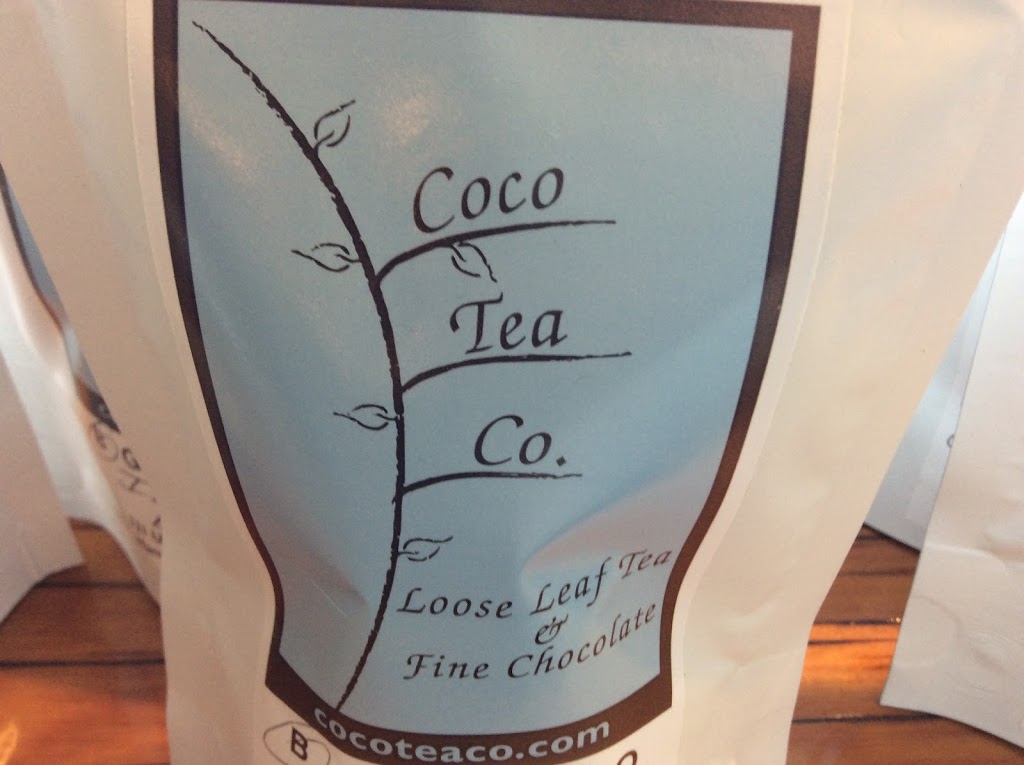 Coco
Tea
Co.
Loose Leaf Tea
&
Fine Chocolate
cocoteaco.com
B